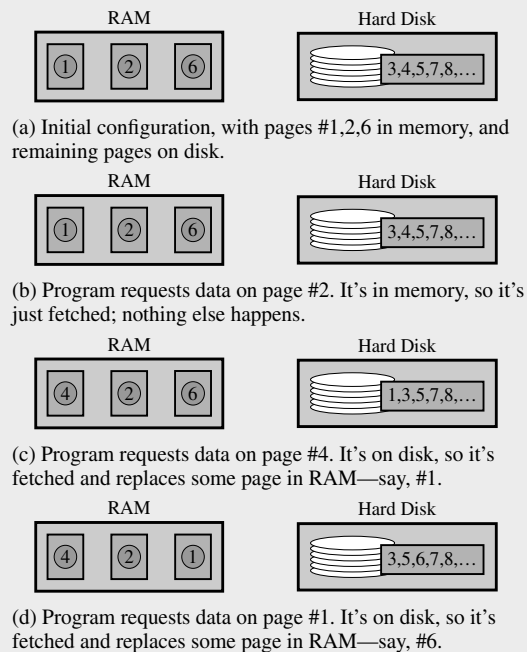 RAM Hard Disk
1 2 6 3,4,5,7,8,...
(a) Initial configuration, with pages #1,2,6 in memory, and
remaining pages on disk.
RAM Hard Disk
1 2 6 3,4,5,7,8,...
(b) Program requests data on page #2. It's in memory, so it's
just fetched; nothing else happens.
RAM Hard Disk
4 2 6 1,3,5,7,8,...
(c) Program requests data on page #4. It's on disk, so it's
fetched and replaces some page in RAM—say, #1.
RAM Hard Disk
4 2 1 3,5,6,7,8,...
(d) Program requests data on page #1. It's on disk, so it's
fetched and replaces some page in RAM—say, #6.